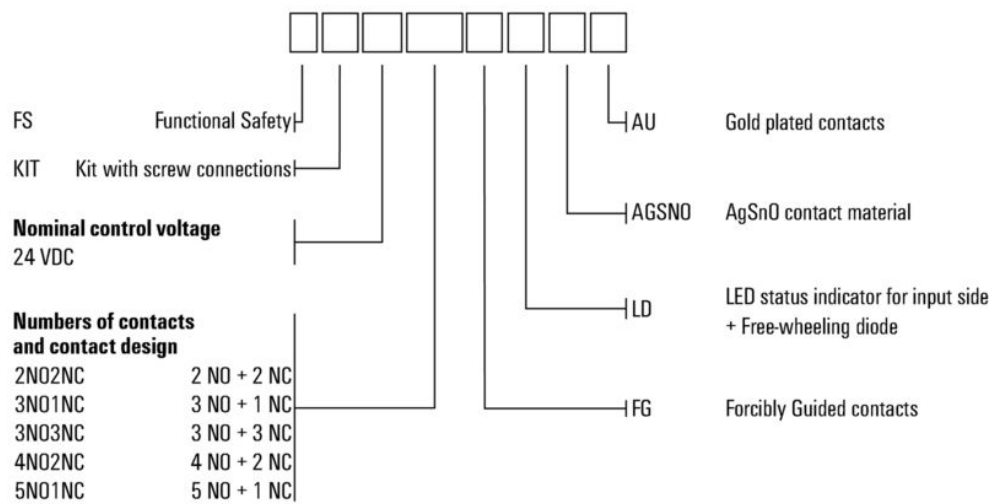 FS Functional Safety
KIT Kit with screw connections
Nominal control voltage
24 VDC
Numbers of contacts
and contact design
2NO2NC 2 NO + 2 NC
3NO1NC 3 NO + 1 NC
3NO3NC 3 NO + 3 NC
4NO2NC 4 NO + 2 NC
5NO1NC 5 NO + 1 NC
AU Gold plated contacts
AGSNO AgSnO contact material
LD LED status indicator for input side
+ Free-wheeling diode
FG Forcibly Guided contacts